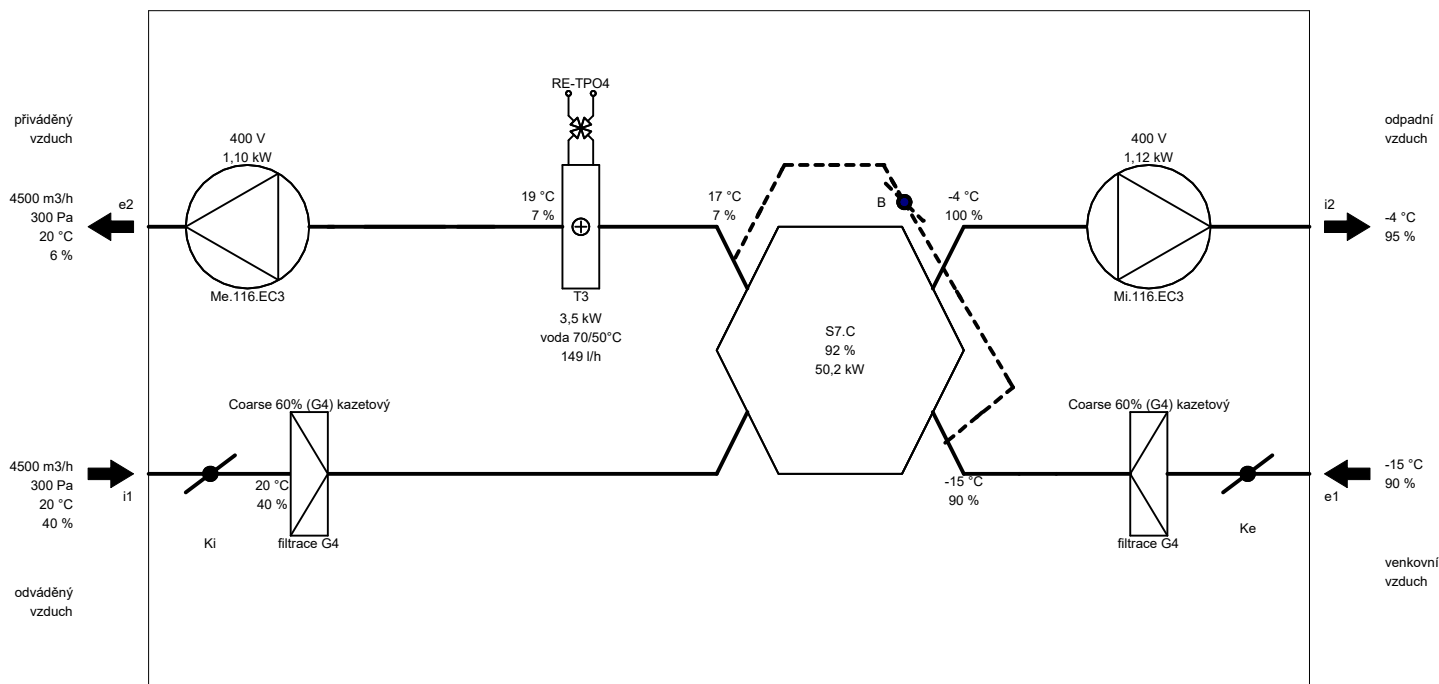 RE-TPO4
přiváděný
vzduch
400 V
1,10 kW
4500 m3/h
300 Pa
20 °C
6 %
e2
Me.116.EC3
19 °C
7 %
T3
3,5 kW
voda 70/50°C
149 l/h
17 °C
7 %
B
-4 °C
100 %
400 V
1,12 kW
Mi.116.EC3
odpadní
vzduch
i2
-4 °C
95 %
S7.C
92 %
50,2 kW
Coarse 60% (G4) kazetový
4500 m3/h
300 Pa
20 °C
40 %
i1
20 °C
40 %
Ki
filtrace G4
odváděný
vzduch
Coarse 60% (G4) kazetový
-15 °C
90 %
filtrace G4
Ke
-15 °C
90 %
e1
venkovní
vzduch